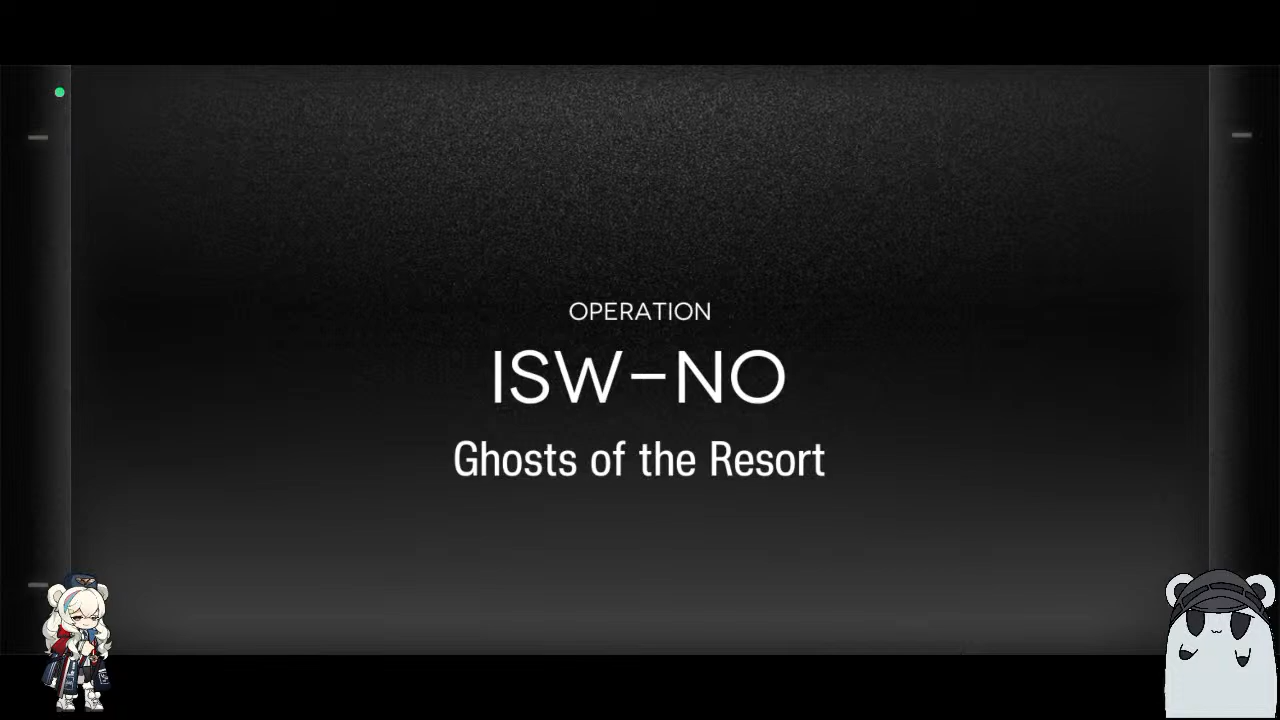 OPERATION
ISW-NO
Ghosts of the Resort